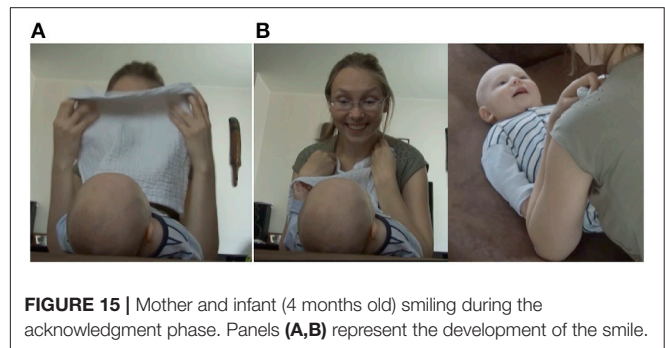 A
B
FIGURE 15 | Mother and infant (4 months old) smiling during the
acknowledgment phase. Panels (A,B) represent the development of the smile.